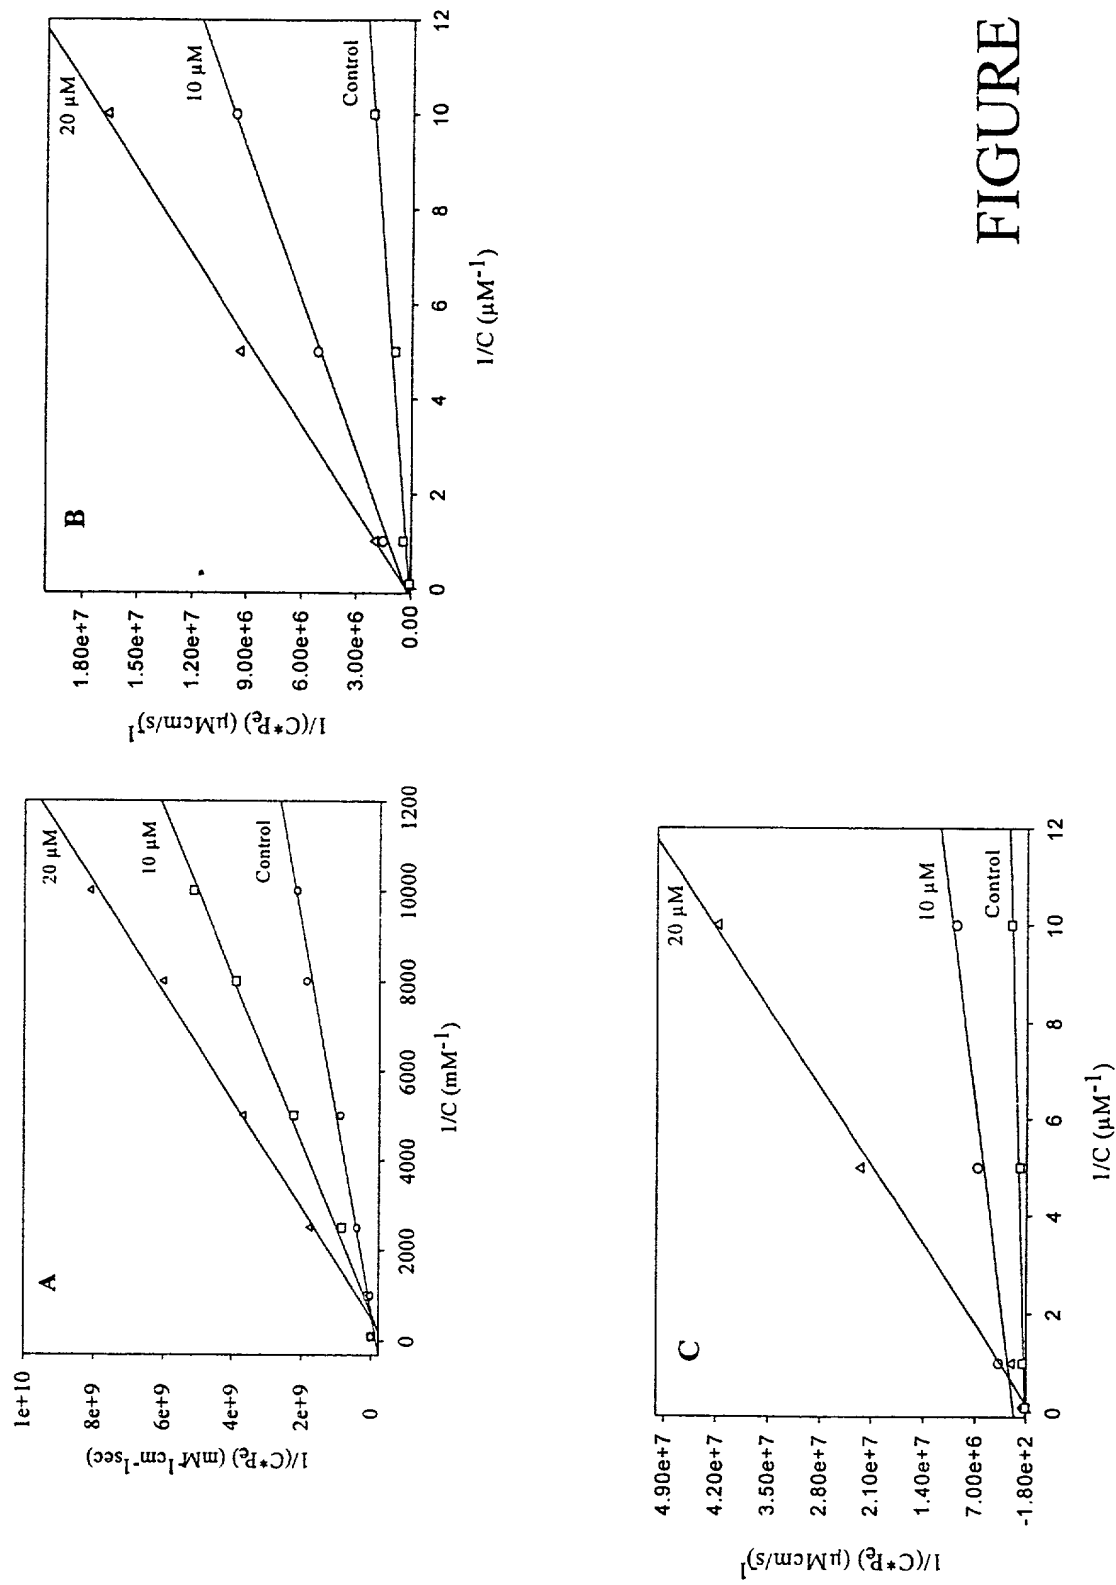 A
1e+10
8e+9
6e+9
4e+9
2e+9
0
1/(C*Pe) (mM-1cm-1sec)
20 µM
10 µM
Control
0
2000
4000
6000
8000
10000
1200
1/C (mM-1)
B
1.80e+7
1.50e+7
1.20e+7
9.00e+6
6.00e+6
3.00e+6
0.00
1/(C*Pe) (µMcm/s)-1
20 µM
10 µM
Control
0
2
4
6
8
10
12
1/C (µM-1)
C
4.90e+7
4.20e+7
3.50e+7
2.80e+7
2.10e+7
1.40e+7
7.00e+6
-1.80e+2
1/(C*Pe) (µMcm/s)-1
20 µM
10 µM
Control
0
2
4
6
8
10
12
1/C (µM-1)
FIGURE